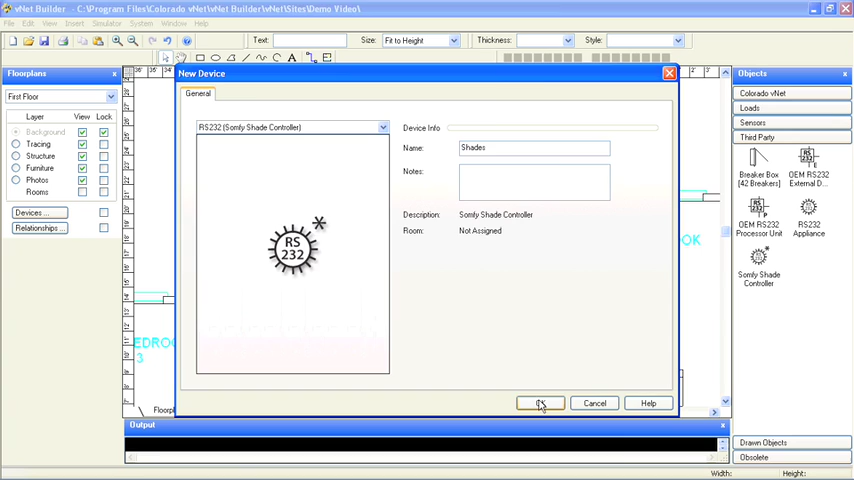 vNet Builder - C:\Program Files\Colorado vNet\vNet Builder\vNet\Sites\Demo Video\
File Edit View Insert Simulator System Window Help
Text:
Size: Fit to Height
Thickness:
Style:
Floorplans x
First Floor
Layer View Lock
Background
Tracing
Structure
Furniture
Photos
Rooms
Devices ...
Relationships ...
New Device
General
RS232 (Somfy Shade Controller)
RS
232
*
Device Info
Name: Shades
Notes:
Description: Somfy Shade Controller
Room: Not Assigned
Cancel
Help
EDROOM
3
OK
Output x
Objects x
Colorado vNet
Loads
Sensors
Third Party
Breaker Box
[42 Breakers]
OEM RS232
External D...
OEM RS232
Processor Unit
RS232
Appliance
Somfy Shade
Controller
Drawn Objects
Obsolete
Width:
Height: